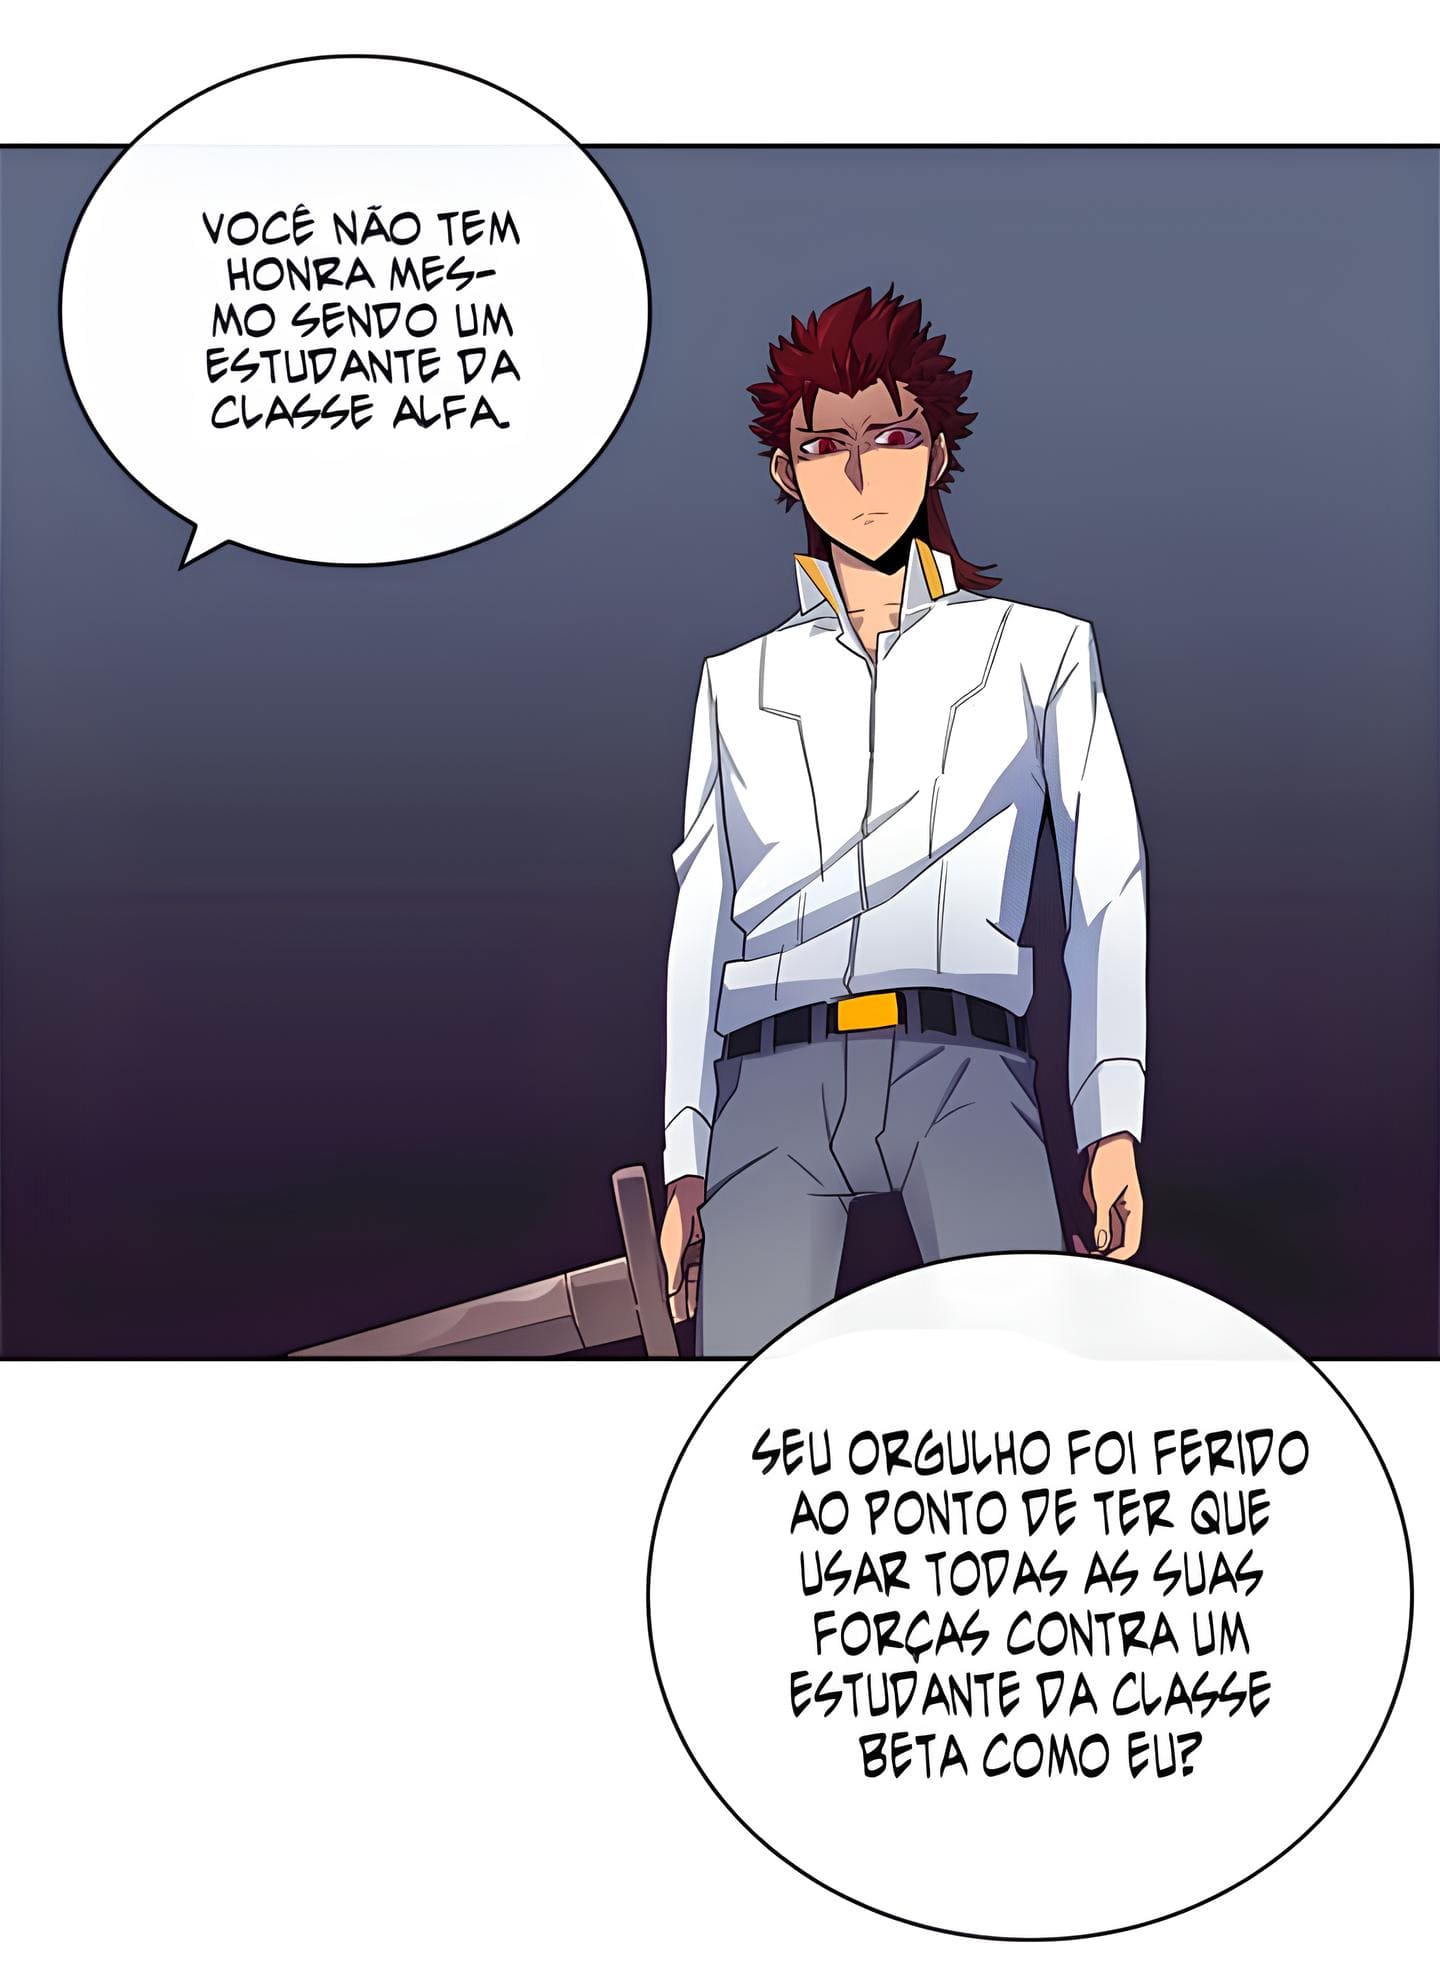 VOCÊ NÃO TEM
HONRA MES-
MO SENDO UM
ESTUDANTE DA
CLASSE ALFA.
SEU ORGULHO FOI FERIDO
AO PONTO DE TER QUE
USAR TODAS AS SUAS
FORÇAS CONTRA UM
ESTUDANTE DA CLASSE
BETA COMO EU?